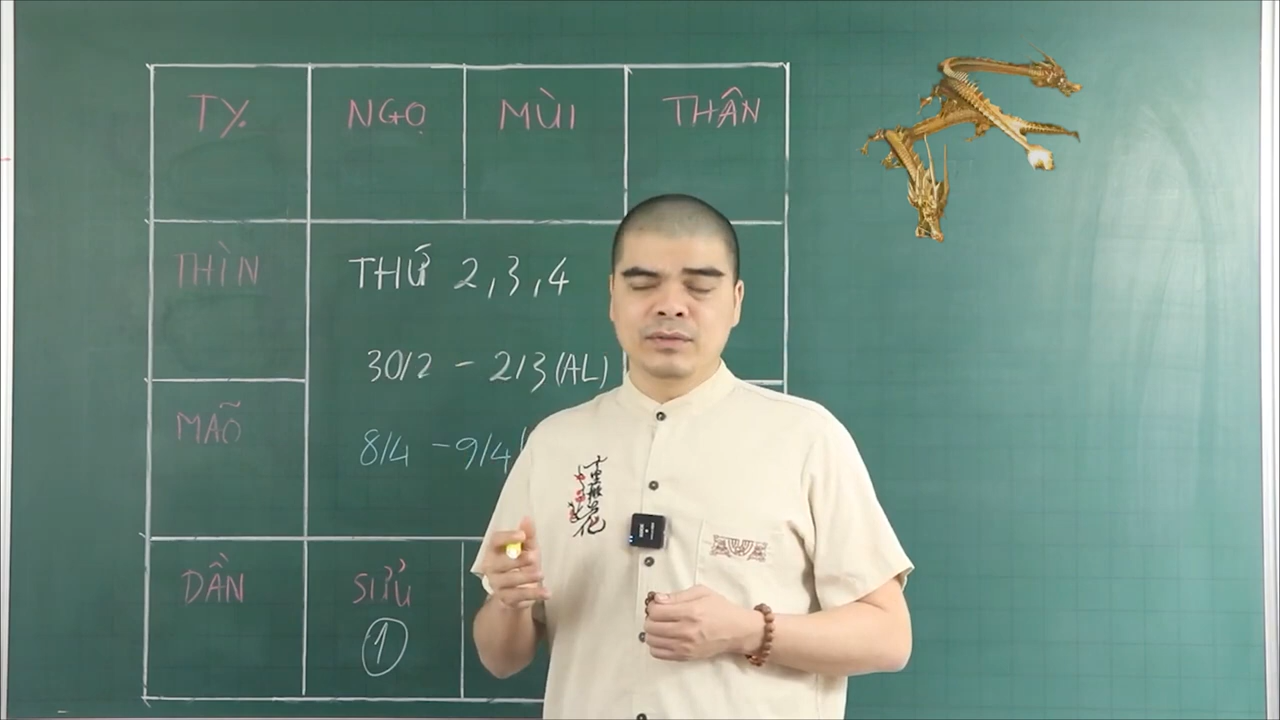 TỴ NGỌ MÙI THÂN
THÌN
THỨ 2,3,4
30/2 - 2/3 (AL)
MÃO
8/4 - 9/4
DẦN SỬU
1